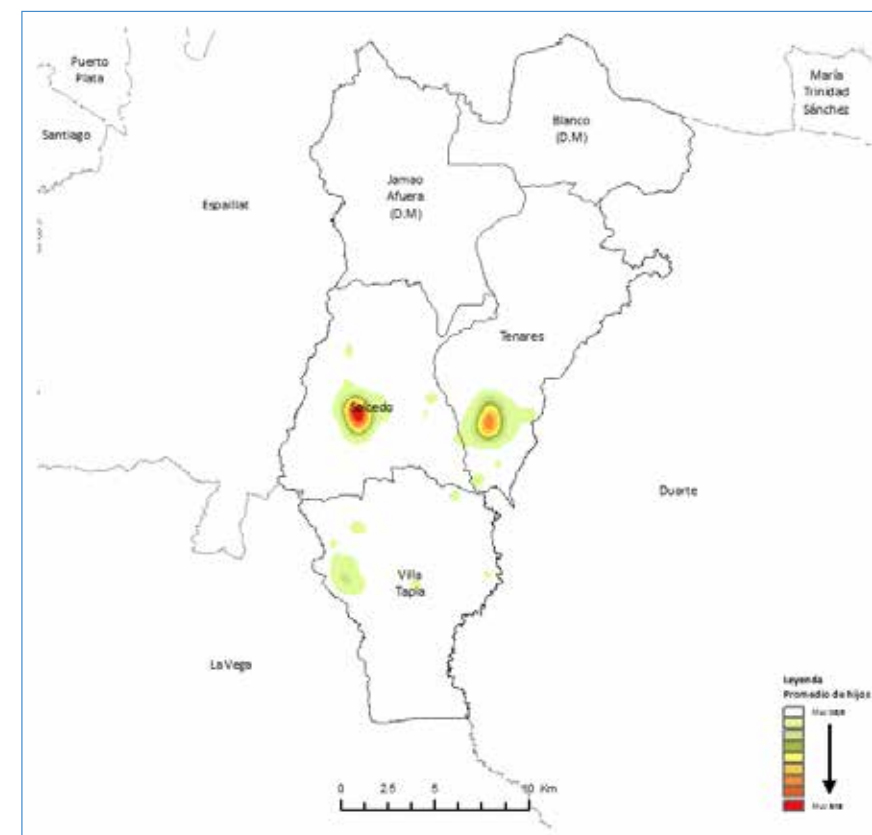 Puerto
Plata
Santiago
María
Trinidad
Sánchez
Blanco
(D.M)
Jamao
Afuera
(D.M)
Espaillat
Tenares
Salcedo
Duarte
Villa
Tapia
La Vega
Leyenda
Promedio de hijos
0 2.5 5 10 Km